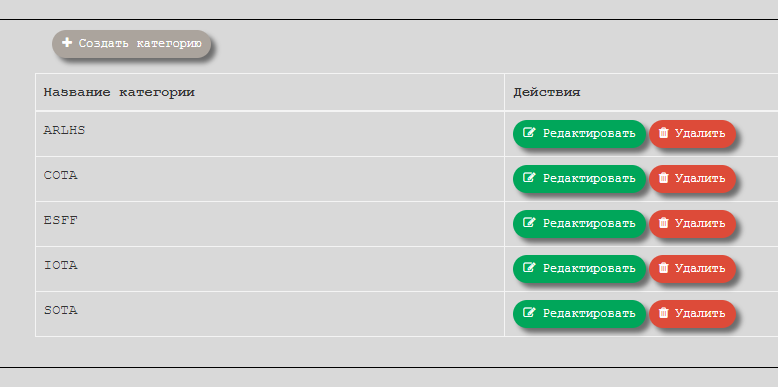 Создать категорию
Название категории Действия
ARLHS Редактировать Удалить
COTA Редактировать Удалить
ESFF Редактировать Удалить
IOTA Редактировать Удалить
SOTA Редактировать Удалить